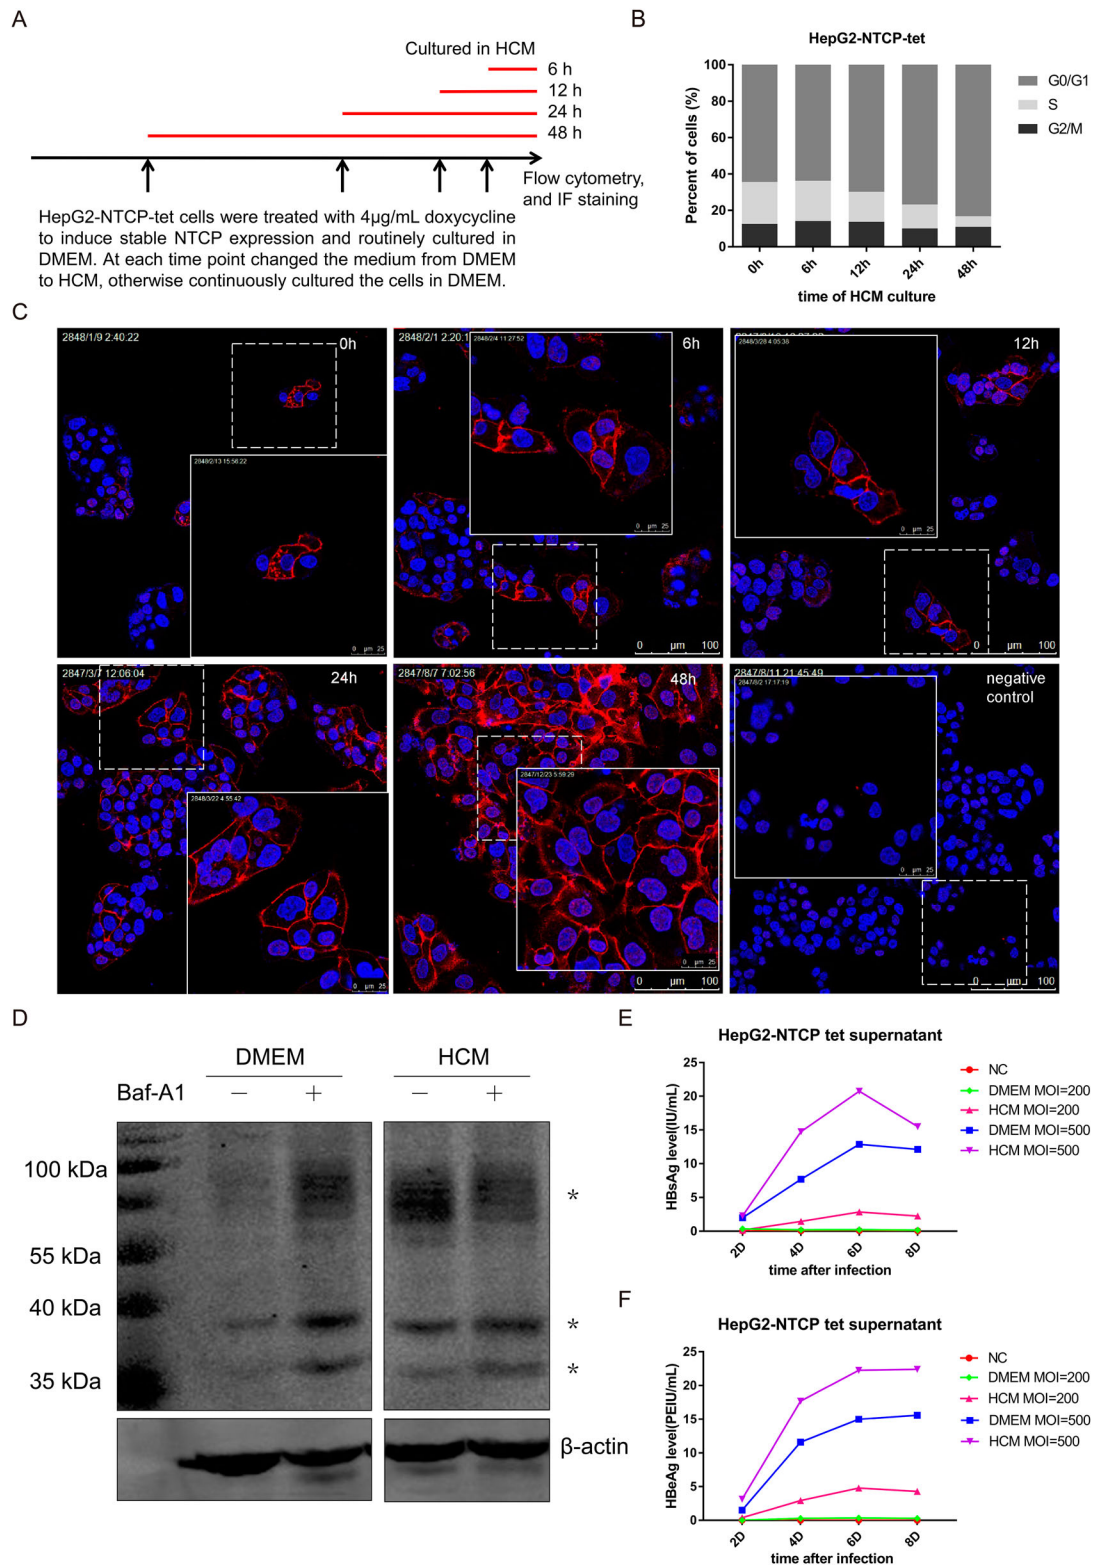 A
Cultured in HCM
6 h
12 h
24 h
48 h
Flow cytometry,
and IF staining
HepG2-NTCP-tet cells were treated with 4μg/mL doxycycline
to induce stable NTCP expression and routinely cultured in
DMEM. At each time point changed the medium from DMEM
to HCM, otherwise continuously cultured the cells in DMEM.
B
HepG2-NTCP-tet
Percent of cells (%)
100
80
60
40
20
0
0h
6h
12h
24h
48h
time of HCM culture
G0/G1
S
G2/M
C
2848/1/9 2:40:22
0h
2848/2/13 15:56:22
0 μm 25
2848/2/1 2:20:1
6h
2848/2/4 11:27:52
0 μm 25
0 μm 100
12h
2848/3/28 4:05:38
0 μm 25
0 μm 100
2847/3/7 12:06:04
24h
2848/3/22 4:55:42
0 μm 25
2847/8/7 7:02:56
48h
2847/12/23 5:59:29
0 μm 25
0 μm 100
2847/8/11 21:45:49
negative
control
2847/8/2 17:17:19
0 μm 25
0 μm 100
D
DMEM
HCM
Baf-A1
− + − +
100 kDa
55 kDa
40 kDa
35 kDa
*
*
*
β-actin
E
HepG2-NTCP tet supernatant
HBsAg level(IU/mL)
25
20
15
10
5
0
2D
4D
6D
8D
time after infection
NC
DMEM MOI=200
HCM MOI=200
DMEM MOI=500
HCM MOI=500
F
HepG2-NTCP tet supernatant
HBeAg level(PEIU/mL)
25
20
15
10
5
0
2D
4D
6D
8D
time after infection
NC
DMEM MOI=200
HCM MOI=200
DMEM MOI=500
HCM MOI=500